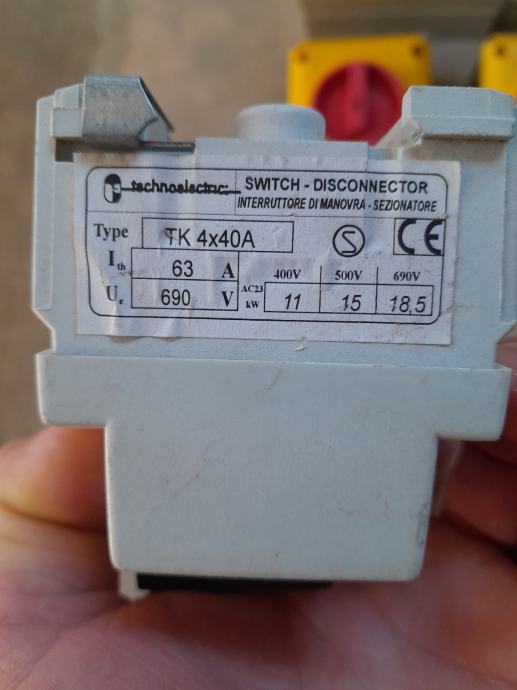 technoelectric
SWITCH - DISCONNECTOR
INTERRUTTORE DI MANOVRA - SEZIONATORE
Type TK 4x40A
S CE
Ith 63 A
Ue 690 V
400V 500V 690V
AC23 kW 11 15 18,5